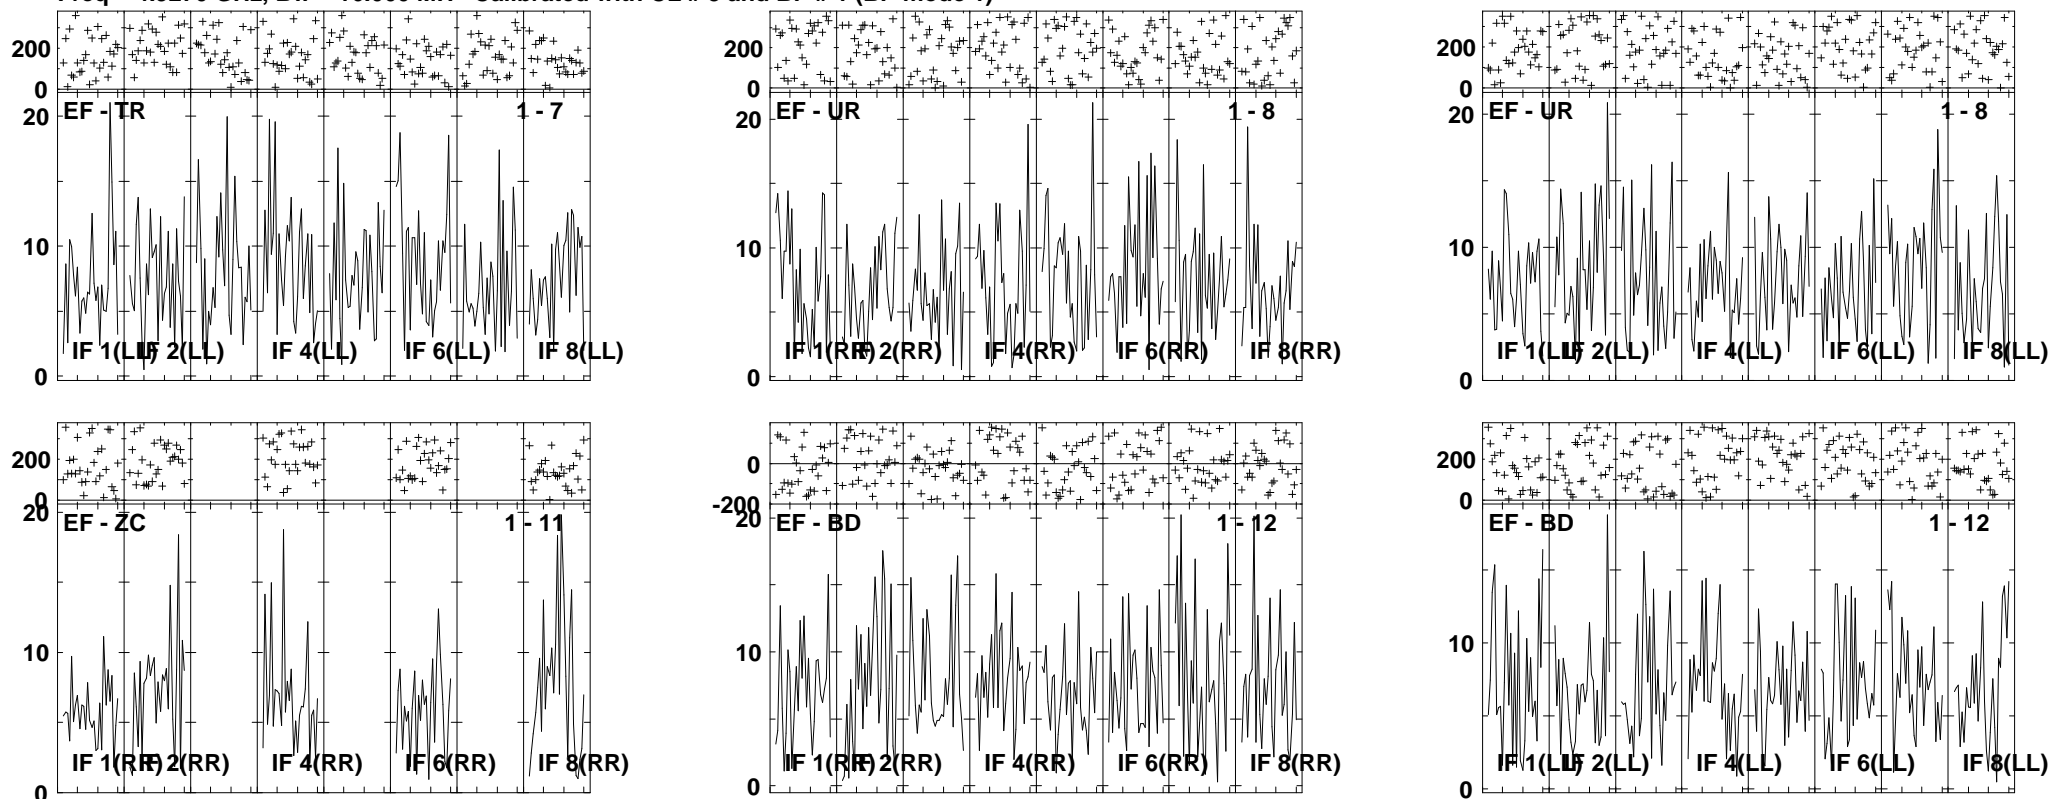 200
0
EF - TR 1 - 7
20
10
IF 1(LL) IF 2(LL) IF 4(LL) IF 6(LL) IF 8(LL)
0
200
0
EF - UR 1 - 8
20
10
IF 1(RR) IF 2(RR) IF 4(RR) IF 6(RR) IF 8(RR)
0
200
0
EF - UR 1 - 8
20
10
IF 1(LL) IF 2(LL) IF 4(LL) IF 6(LL) IF 8(LL)
0
200
0
20
EF - ZC 1 - 11
10
IF 1(RR) IF 2(RR) IF 4(RR) IF 6(RR) IF 8(RR)
0
0
-200
20
EF - BD 1 - 12
10
IF 1(RR) IF 2(RR) IF 4(RR) IF 6(RR) IF 8(RR)
0
200
0
EF - BD 1 - 12
10
IF 1(LL) IF 2(LL) IF 4(LL) IF 6(LL) IF 8(LL)
0